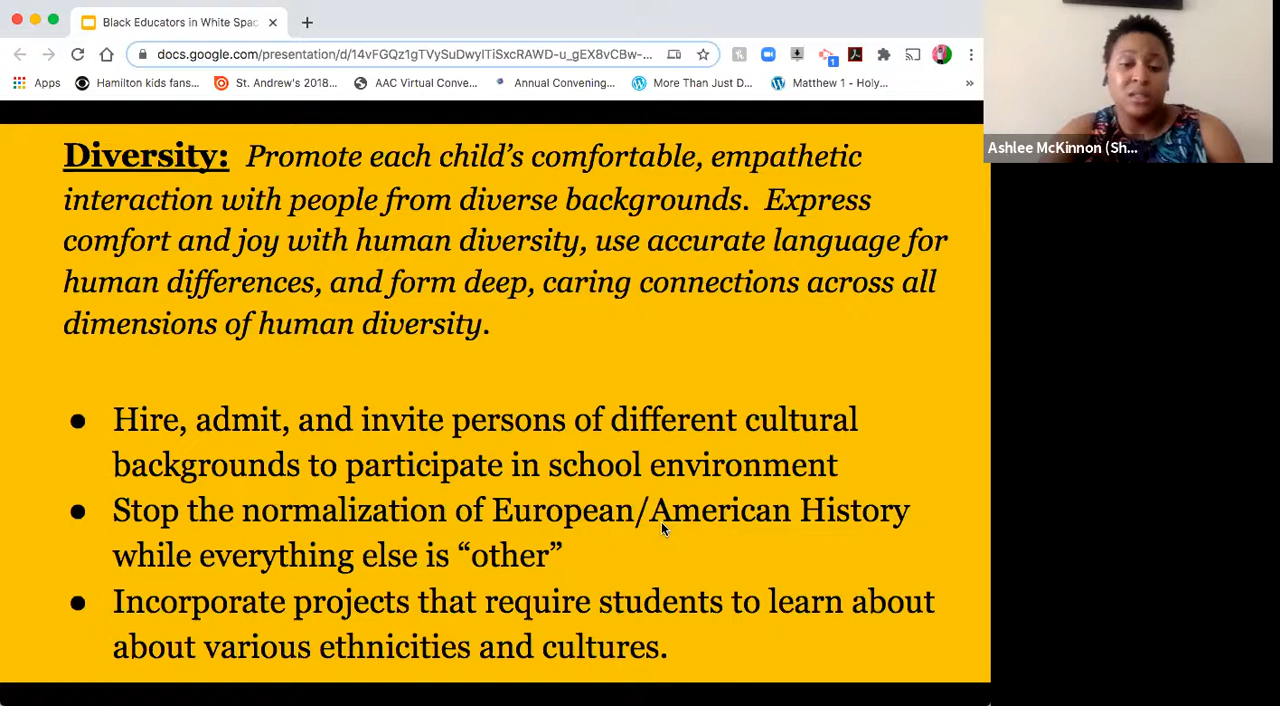 Black Educators in White Spac
docs.google.com/presentation/d/14vFGQz1gTVySuDwyITiSxcRAWD-u_gEX8vCBw-...
1
Apps Hamilton kids fans... St. Andrew's 2018... AAC Virtual Conve... Annual Convening... More Than Just D... Matthew 1 - Holy... »
Ashlee McKinnon (Sh...
Diversity: Promote each child's comfortable, empathetic
interaction with people from diverse backgrounds. Express
comfort and joy with human diversity, use accurate language for
human differences, and form deep, caring connections across all
dimensions of human diversity.
● Hire, admit, and invite persons of different cultural
backgrounds to participate in school environment
● Stop the normalization of European/American History
while everything else is “other”
● Incorporate projects that require students to learn about
about various ethnicities and cultures.